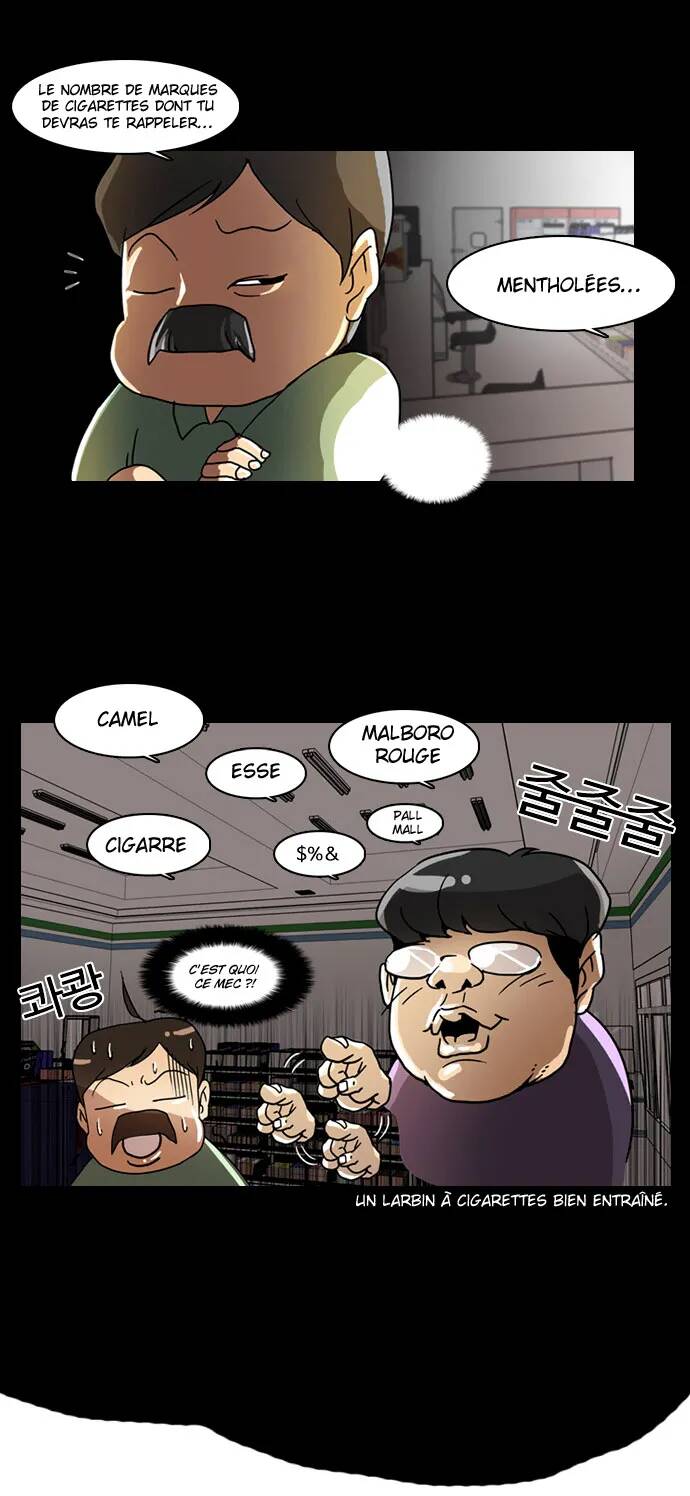 LE NOMBRE DE MARQUES
DE CIGARETTES DONT TU
DEVRAS TE RAPPELER...
MENTHOLÉES...
CAMEL
ESSE
MALBORO
ROUGE
CIGARRE
$%&
PALL
MALL
줄줄줄
C'EST QUOI
CE MEC ?!
콰쾅
UN LARBIN À CIGARETTES BIEN ENTRAÎNÉ.